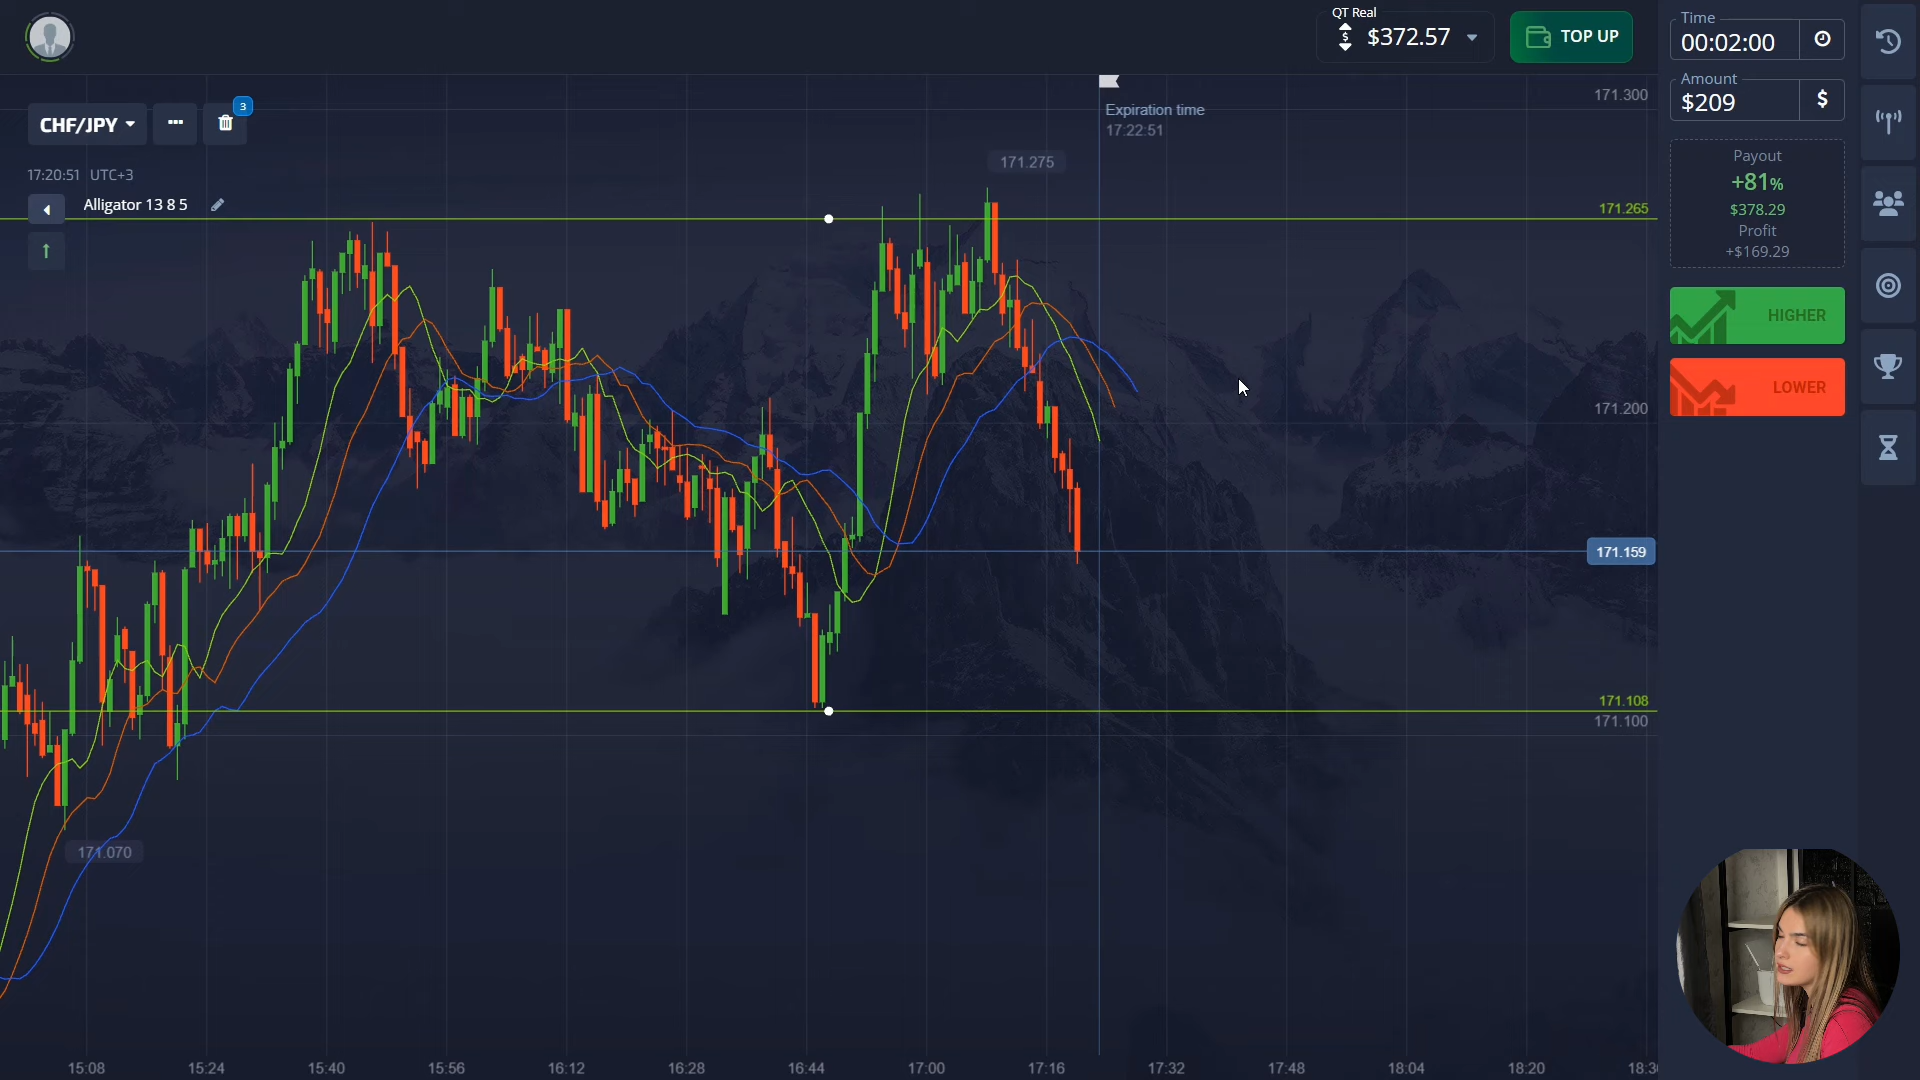 QT Real
$372.57
TOP UP
Time
00:02:00
Amount
$209
$
Payout
+81%
$378.29
Profit
+$169.29
HIGHER
LOWER
CHF/JPY
3
17:20:51 UTC+3
Alligator 13 8 5
Expiration time
17:22:51
171.300
171.275
171.265
171.200
171.159
171.108
171.100
171.070
15:08
15:24
15:40
15:56
16:12
16:28
16:44
17:00
17:16
17:32
17:48
18:04
18:20
18:3